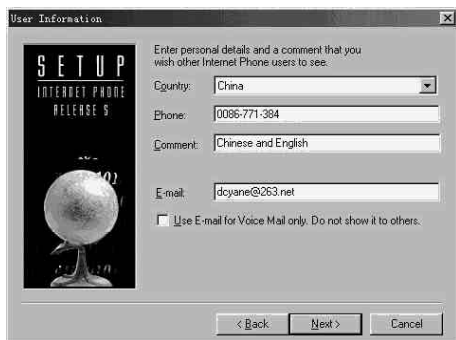 User Information
SETUP
INTERNET PHONE
RELEASE 5
Enter personal details and a comment that you
wish other Internet Phone users to see.
Country: China
Phone: 0086-771-384
Comment: Chinese and English
E-mail: dcyane@263.net
Use E-mail for Voice Mail only. Do not show it to others.
< Back
Next >
Cancel